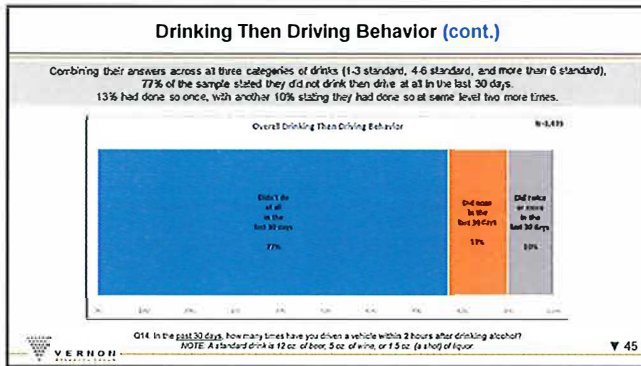 Drinking Then Driving Behavior (cont.)
Combining their answers across all three categories of drinks (1-3 standard, 4-6 standard, and more than 6 standard),
77% of the sample stated they did not drink then drive at all in the last 30 days.
13% had done so once, with another 10% stating they had done so at some level two more times.
Overall Drinking Then Driving Behavior
Didn't do
at all
in the
last 30 days
77%
Did once
in the
last 30 days
13%
Did twice
or more
in the
last 30 days
10%
Q14. In the past 30 days, how many times have you driven a vehicle within 2 hours after drinking alcohol?
NOTE: A standard drink is 12 oz. of beer, 5 oz. of wine, or 1.5 oz. (a shot) of liquor.
VERNON
▼ 45